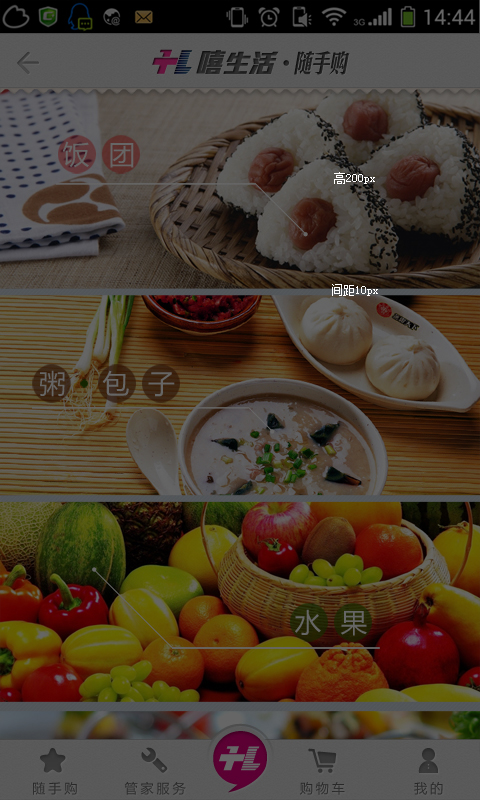 3G 14:44
嘻生活·随手购
饭团
高200px
间距10px
粥·包子
水果
随手购 管家服务 购物车 我的